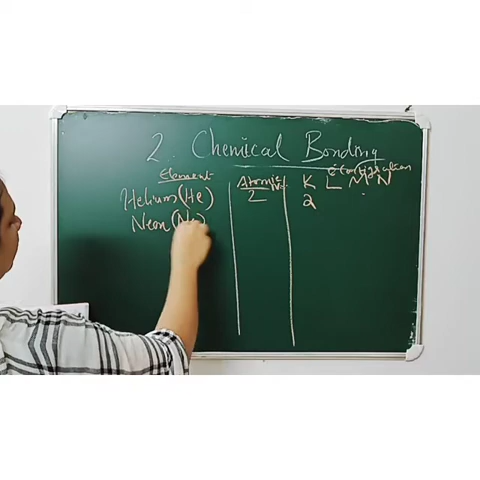 2. Chemical Bonding
Element Atomic No. e⁻ Configuration
K L M N
Helium (He) 2 2
Neon (Ne)